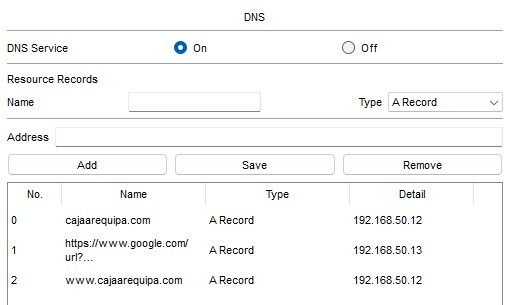 DNS
DNS Service On Off
Resource Records
Name Type A Record
Address
Add Save Remove
No. Name Type Detail
0 cajaarequipa.com A Record 192.168.50.12
1 https://www.google.com/url?... A Record 192.168.50.13
2 www.cajaarequipa.com A Record 192.168.50.12